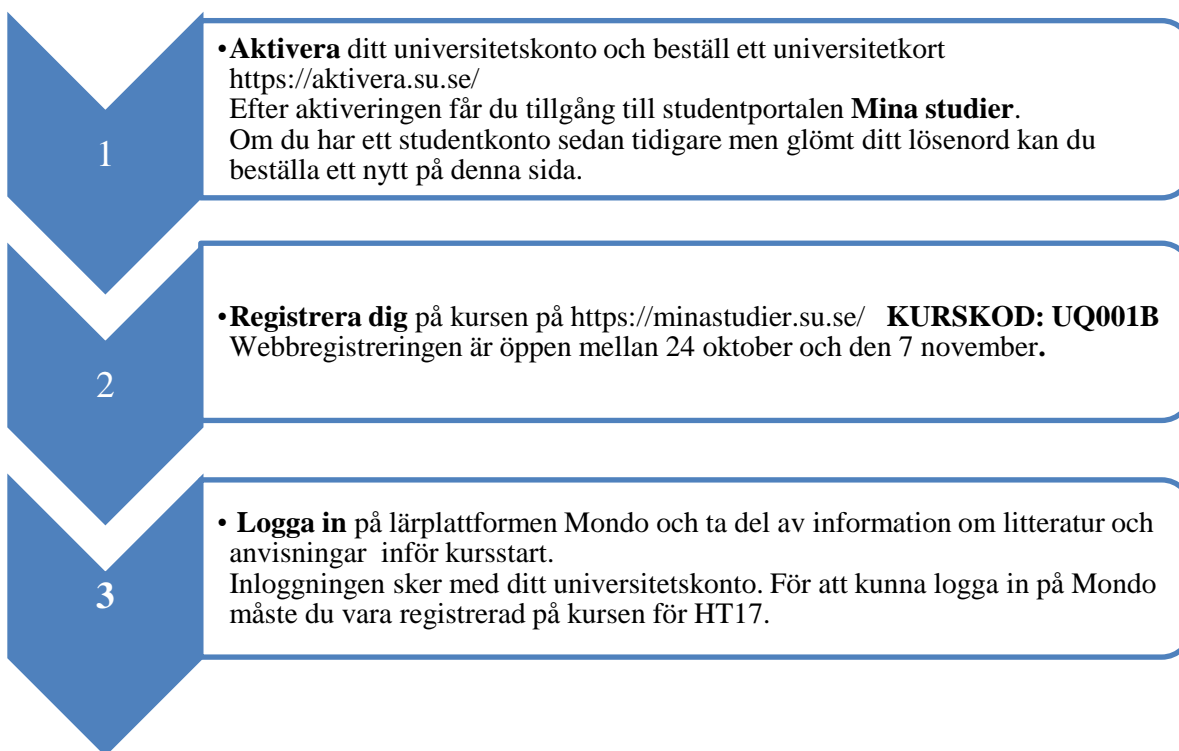 1
•Aktivera ditt universitetskonto och beställ ett universitetkort
https://aktivera.su.se/
Efter aktiveringen får du tillgång till studentportalen Mina studier.
Om du har ett studentkonto sedan tidigare men glömt ditt lösenord kan du
beställa ett nytt på denna sida.
2
•Registrera dig på kursen på https://minastudier.su.se/ KURSKOD: UQ001B
Webbregistreringen är öppen mellan 24 oktober och den 7 november.
3
• Logga in på lärplattformen Mondo och ta del av information om litteratur och
anvisningar inför kursstart.
Inloggningen sker med ditt universitetskonto. För att kunna logga in på Mondo
måste du vara registrerad på kursen för HT17.